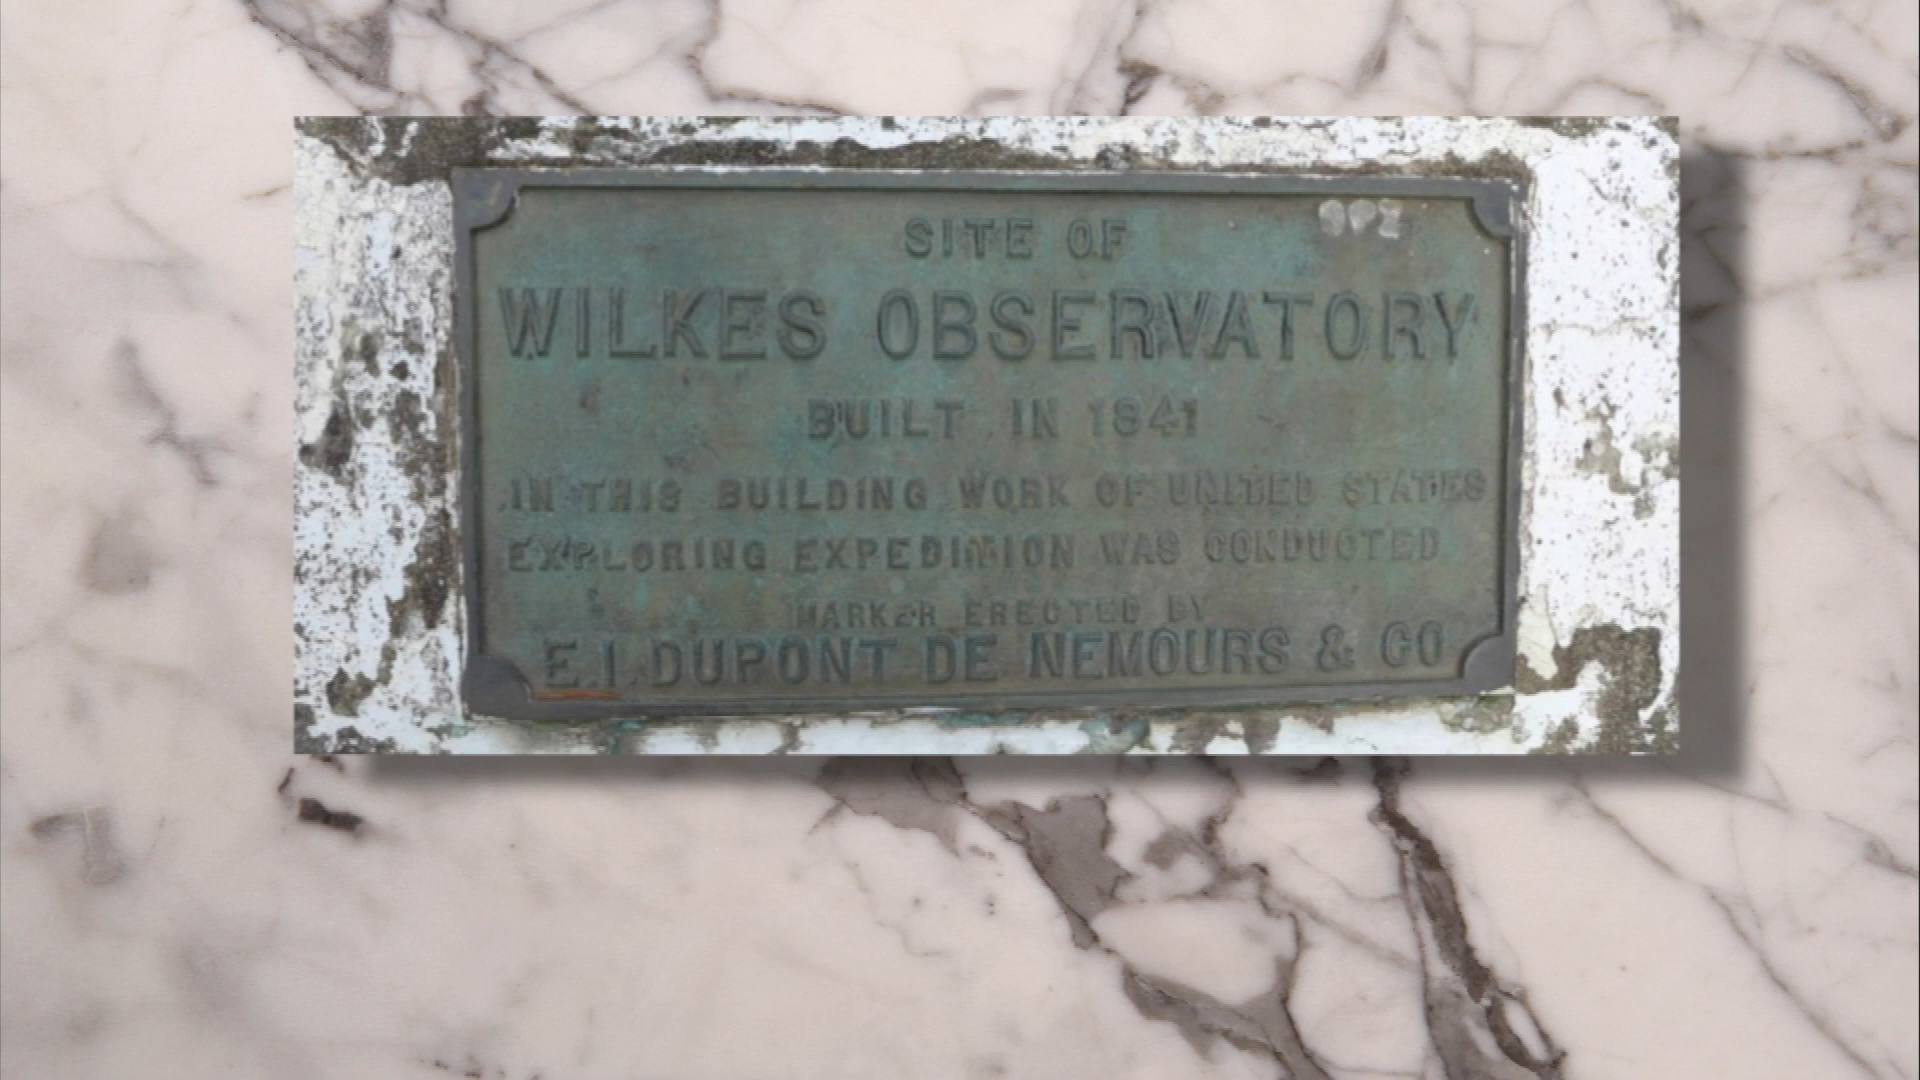 SITE OF
WILKES OBSERVATORY
BUILT IN 1841
IN THIS BUILDING WORK OF UNITED STATES
EXPLORING EXPEDITION WAS CONDUCTED
MARKER ERECTED BY
E.I. DUPONT DE NEMOURS & CO